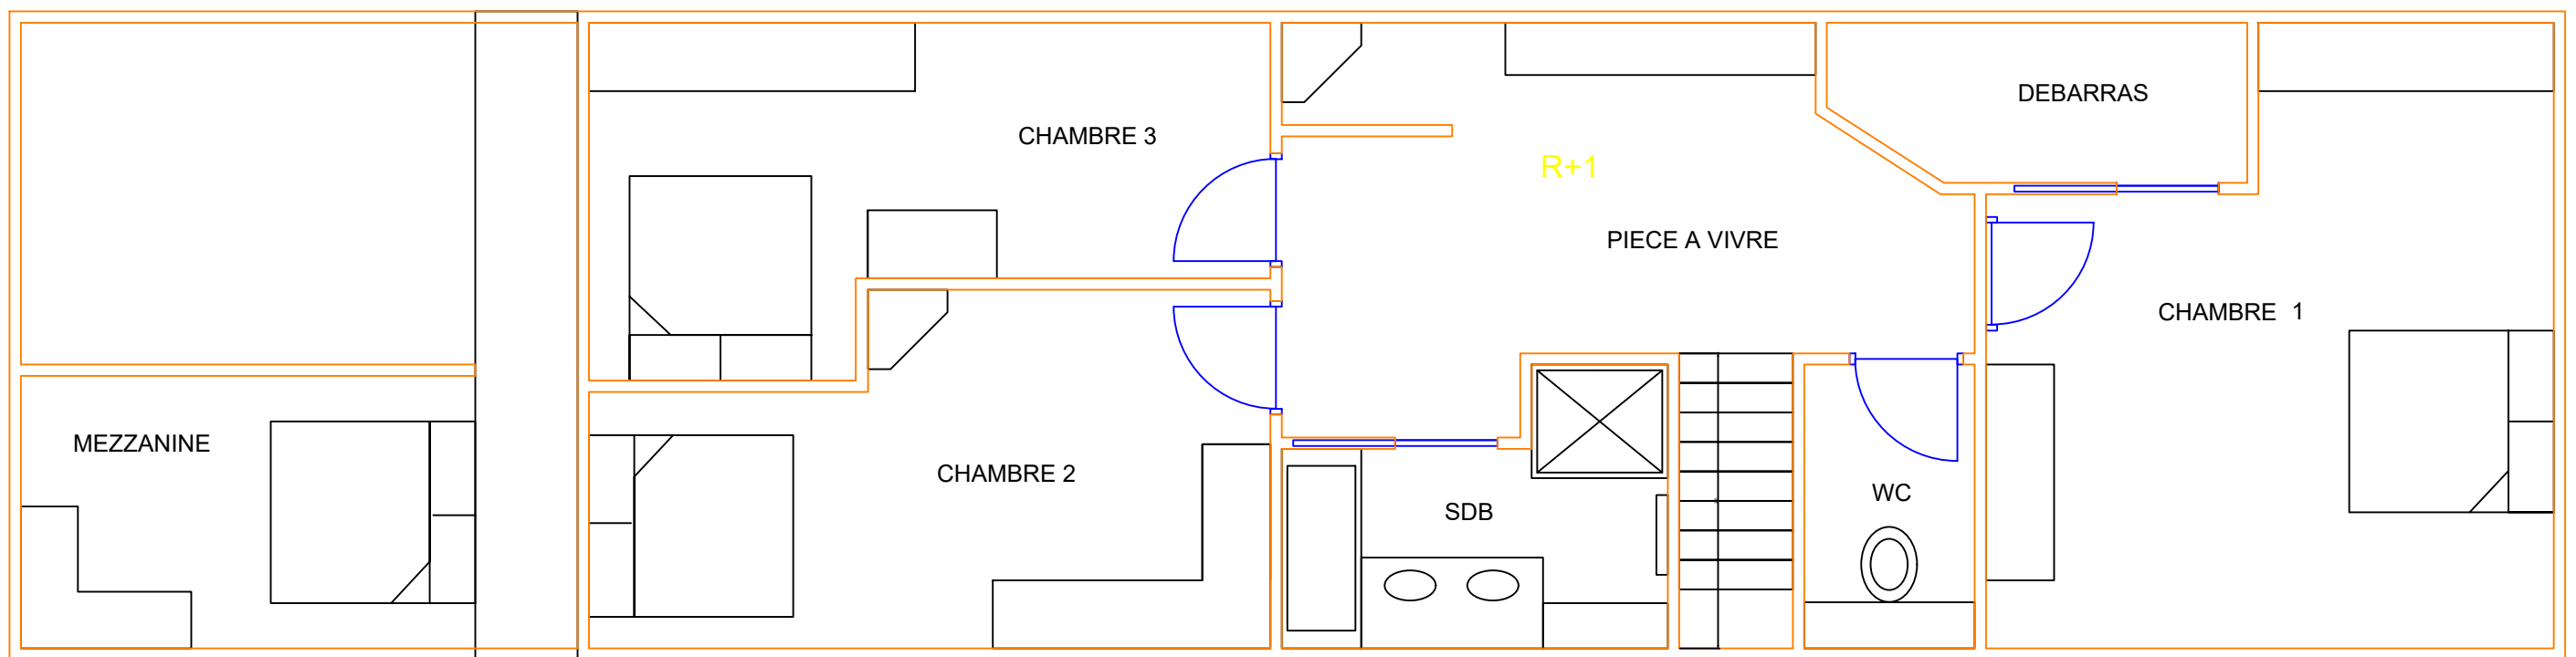 DEBARRAS
CHAMBRE 3
R+1
PIECE A VIVRE
CHAMBRE 1
MEZZANINE
CHAMBRE 2
WC
SDB